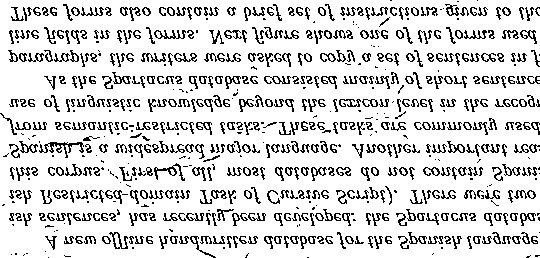 A new offline handwritten database for the Spanish language,
ish sentences, has recently been developed: the Spartacus databas
ish Restricted-domain Task of Cursive Script). There were two
this corpus. First of all, most databases do not contain Spani
Spanish is a widespread major language. Another important rea
from semantic-restricted tasks. These tasks are commonly used
use of linguistic knowledge beyond the lexicon level in the recog
As the Spartacus database consisted mainly of short sentence
paragraphs, the writers were asked to copy a set of sentences in f
line fields in the forms. Next figure shows one of the forms used
These forms also contain a brief set of instructions given to the